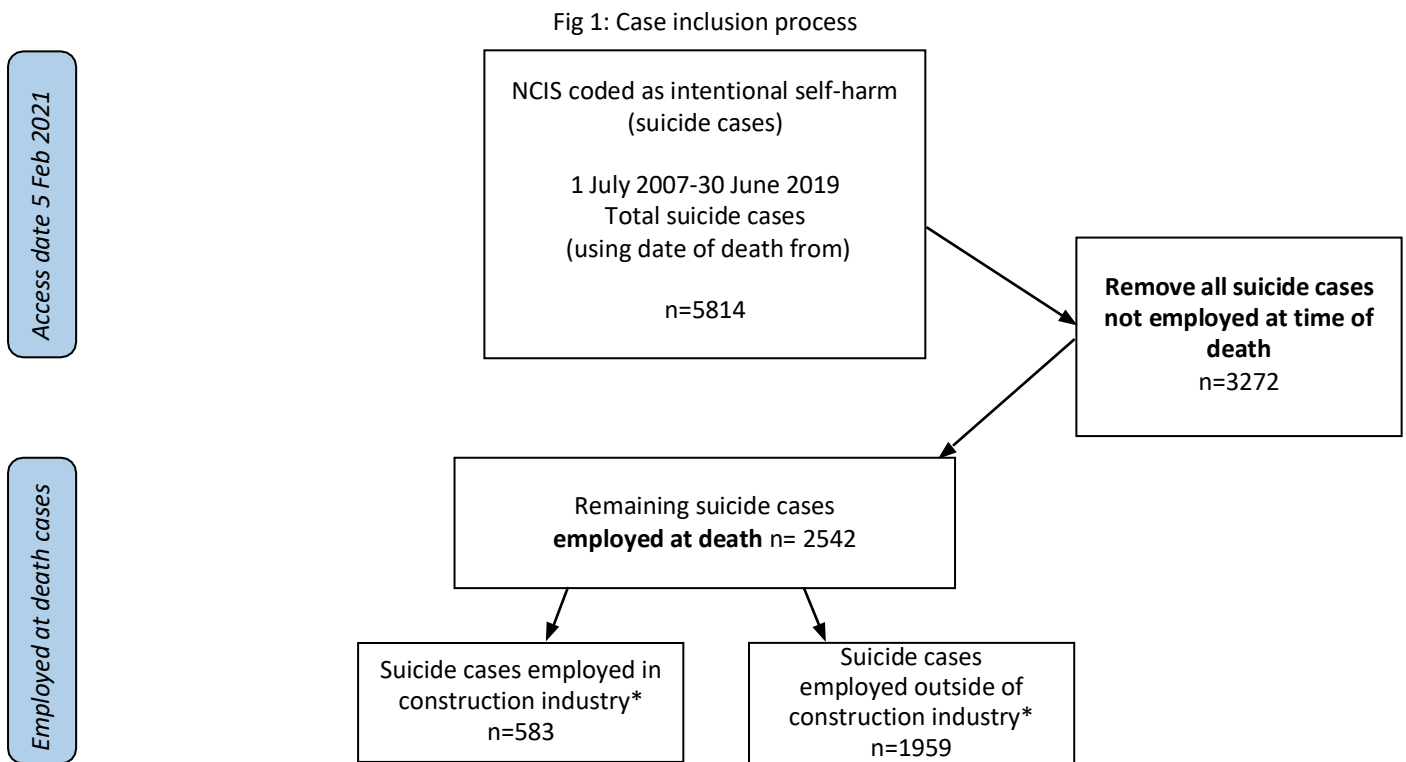 Fig 1: Case inclusion process
Access date 5 Feb 2021
NCIS coded as intentional self-harm
(suicide cases)
1 July 2007-30 June 2019
Total suicide cases
(using date of death from)
n=5814
Remove all suicide cases
not employed at time of
death
n=3272
Employed at death cases
Remaining suicide cases
employed at death n= 2542
Suicide cases employed in
construction industry*
n=583
Suicide cases
employed outside of
construction industry*
n=1959